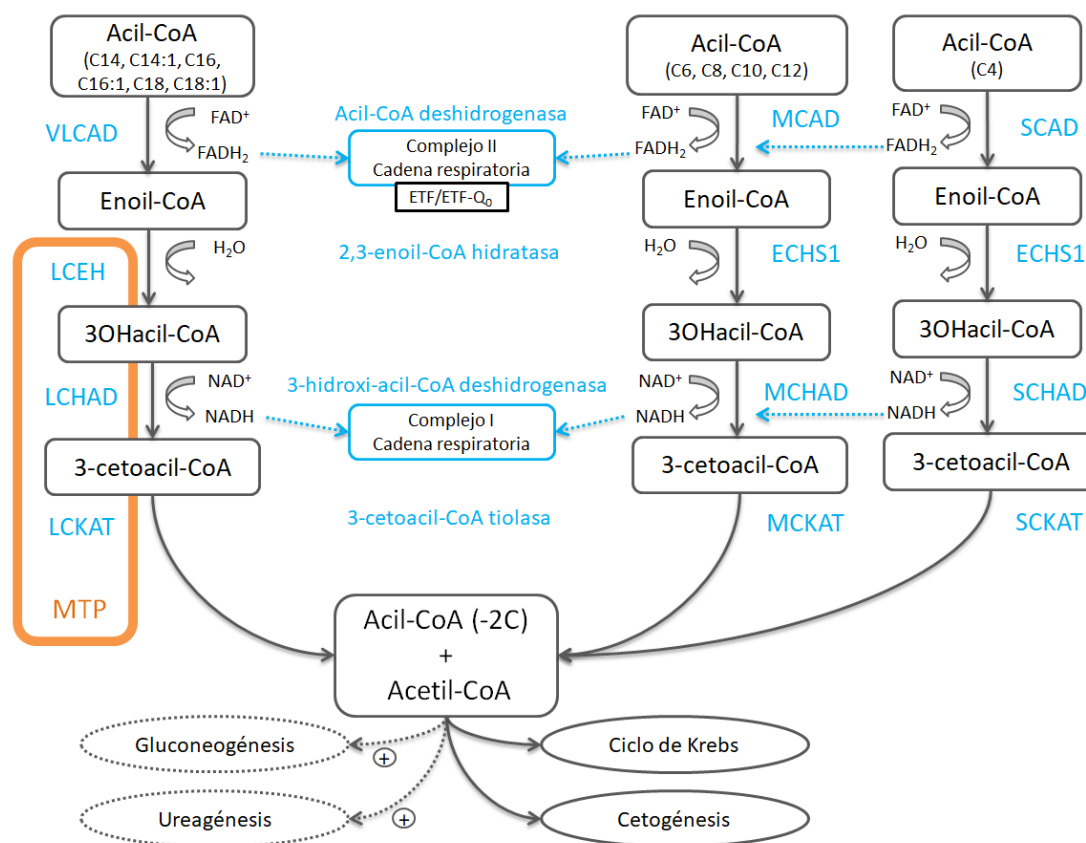 Acil-CoA
(C14, C14:1, C16,
C16:1, C18, C18:1)
Acil-CoA
(C6, C8, C10, C12)
Acil-CoA
(C4)
VLCAD
FAD⁺
FADH₂
Acil-CoA deshidrogenasa
Complejo II
Cadena respiratoria
ETF/ETF-Q₀
FAD⁺
FADH₂
MCAD
FAD⁺
FADH₂
SCAD
Enoil-CoA
Enoil-CoA
Enoil-CoA
LCEH
H₂O
2,3-enoil-CoA hidratasa
H₂O
ECHS1
H₂O
ECHS1
3OHacil-CoA
3OHacil-CoA
3OHacil-CoA
LCHAD
NAD⁺
NADH
3-hidroxi-acil-CoA deshidrogenasa
Complejo I
Cadena respiratoria
NAD⁺
NADH
MCHAD
NAD⁺
NADH
SCHAD
3-cetoacil-CoA
3-cetoacil-CoA
3-cetoacil-CoA
LCKAT
3-cetoacil-CoA tiolasa
MCKAT
SCKAT
MTP
Acil-CoA (-2C)
+
Acetil-CoA
Gluconeogénesis
+
Ciclo de Krebs
Ureagénesis
+
Cetogénesis